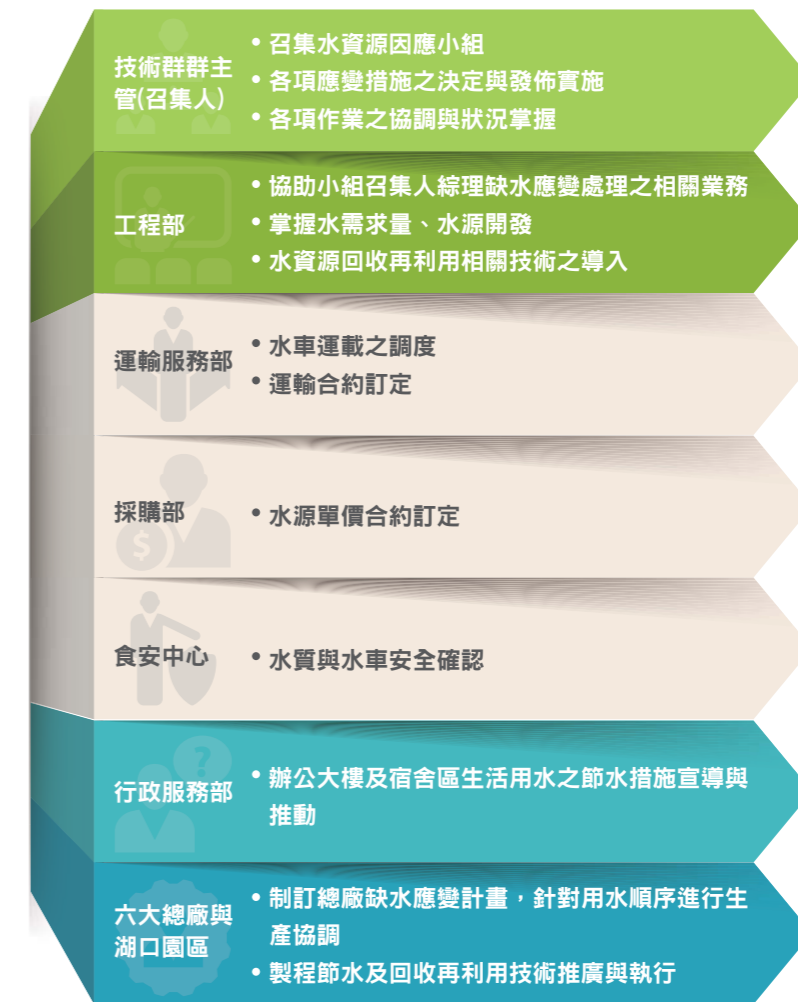 技術群群主
管(召集人)
• 召集水資源因應小組
• 各項應變措施之決定與發佈實施
• 各項作業之協調與狀況掌握
工程部
• 協助小組召集人綜理缺水應變處理之相關業務
• 掌握水需求量、水源開發
• 水資源回收再利用相關技術之導入
運輸服務部
• 水車運載之調度
• 運輸合約訂定
採購部
• 水源單價合約訂定
食安中心
• 水質與水車安全確認
行政服務部
• 辦公大樓及宿舍區生活用水之節水措施宣導與
推動
六大總廠與
湖口園區
• 制訂總廠缺水應變計畫，針對用水順序進行生
產協調
• 製程節水及回收再利用技術推廣與執行